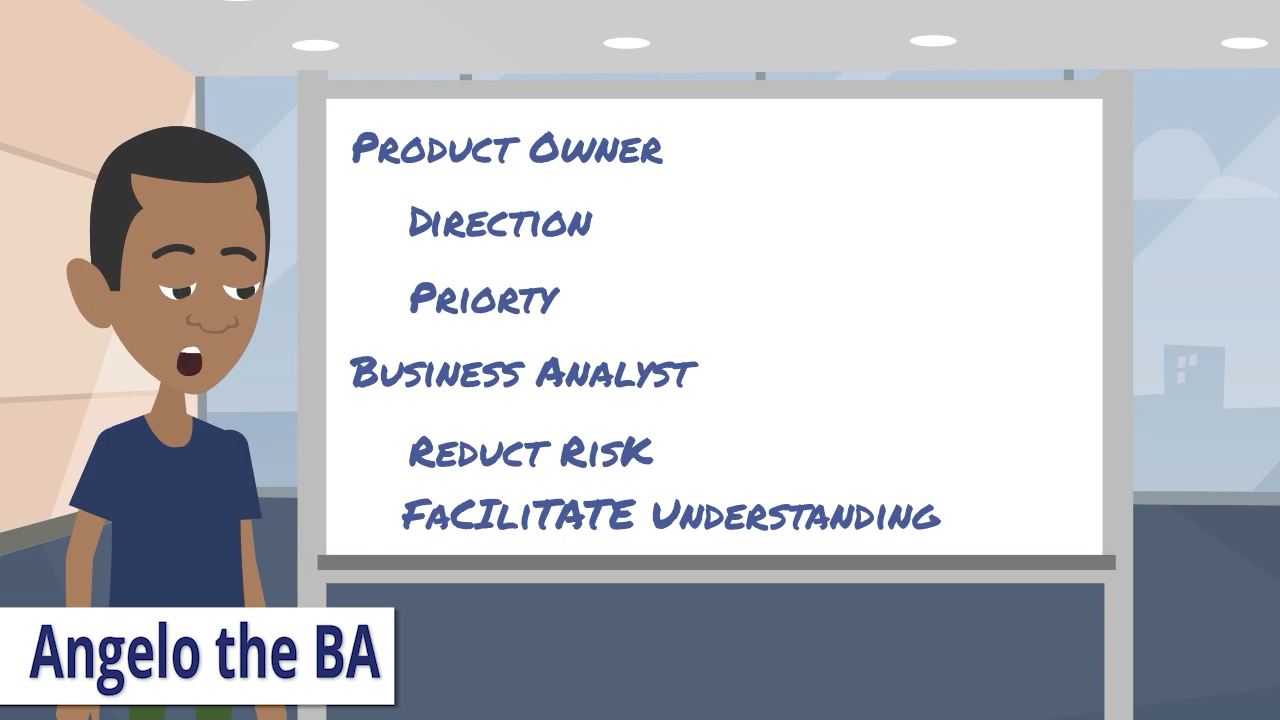 Product Owner
Direction
Priorty
Business Analyst
Reduct Risk
FaCILiTATE Understanding
Angelo the BA